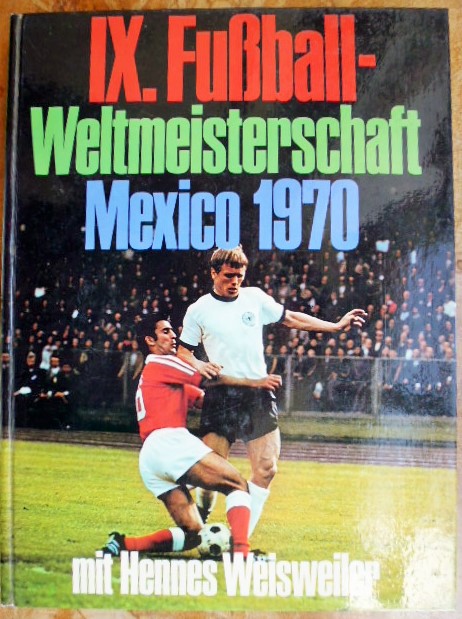 IX. Fußball-
Weltmeisterschaft
Mexico 1970
mit Hennes Weisweiler